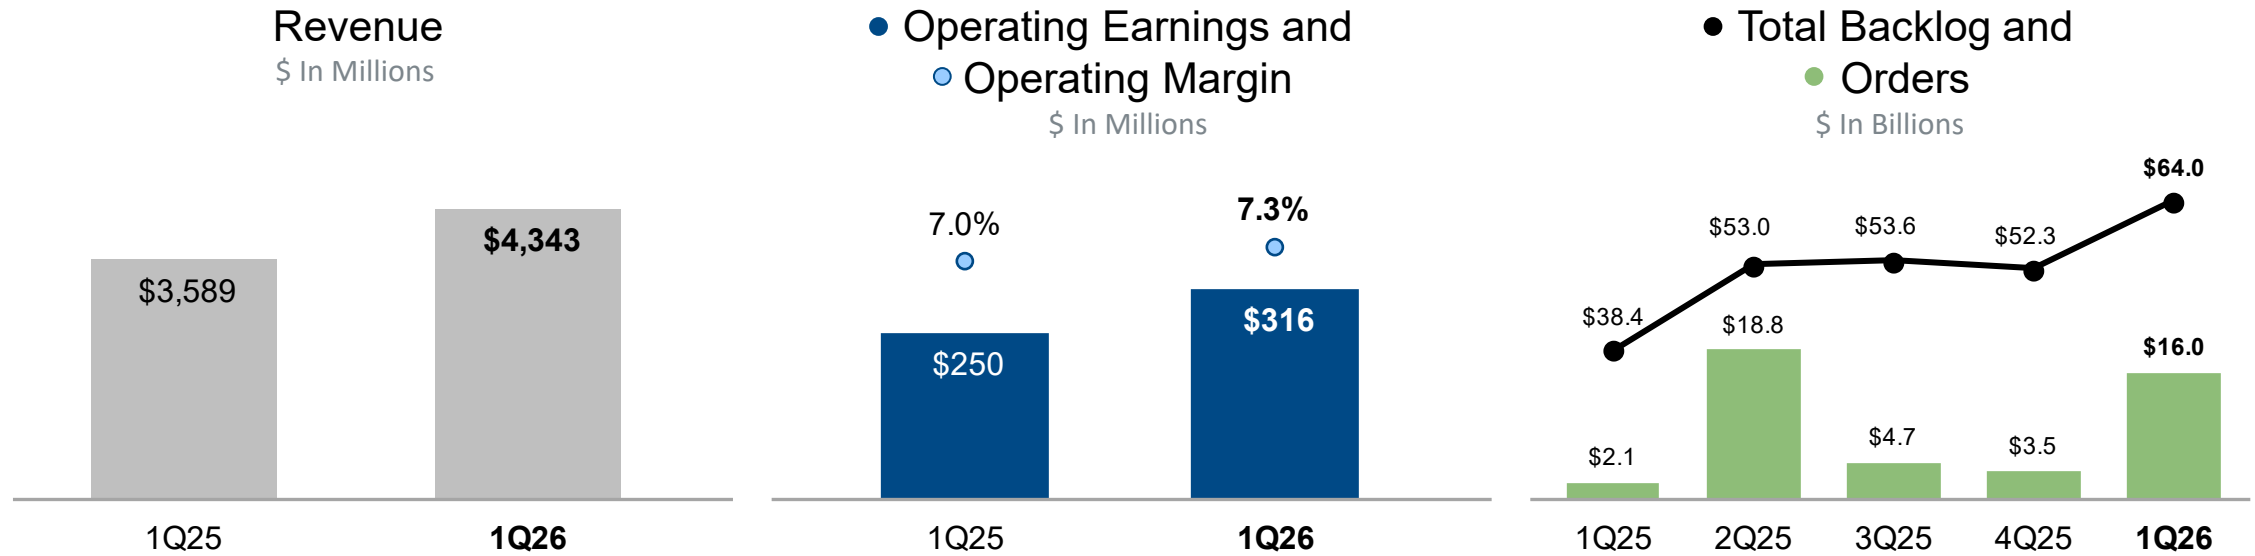 Revenue
$ In Millions
$3,589
$4,343
1Q25
1Q26
Operating Earnings and
Operating Margin
$ In Millions
7.0%
7.3%
$250
$316
1Q25
1Q26
Total Backlog and
Orders
$ In Billions
$38.4
$53.0
$53.6
$52.3
$64.0
$2.1
$18.8
$4.7
$3.5
$16.0
1Q25
2Q25
3Q25
4Q25
1Q26